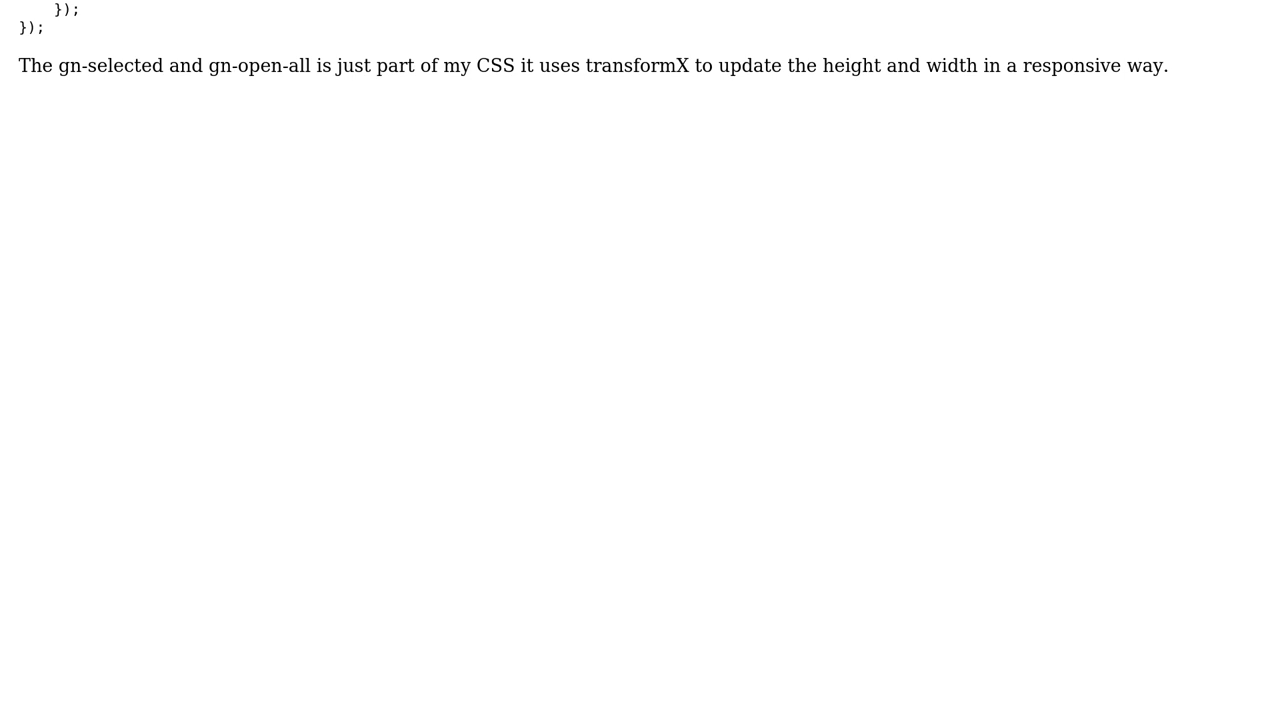 });
});
The gn-selected and gn-open-all is just part of my CSS it uses transformX to update the height and width in a responsive way.